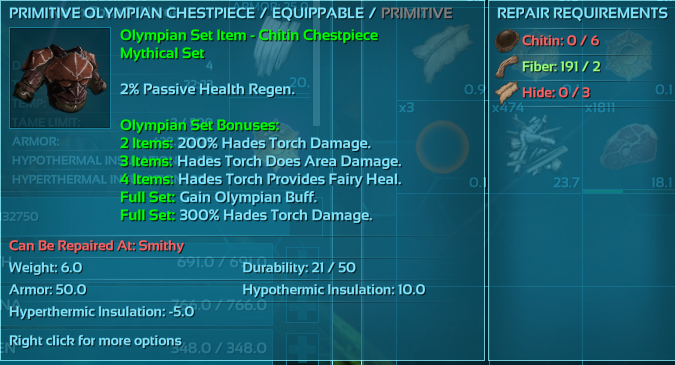 PRIMITIVE OLYMPIAN CHESTPIECE / EQUIPPABLE / PRIMITIVE
Olympian Set Item - Chitin Chestpiece
Mythical Set
2% Passive Health Regen.
Olympian Set Bonuses:
2 Items: 200% Hades Torch Damage.
3 Items: Hades Torch Does Area Damage.
4 Items: Hades Torch Provides Fairy Heal.
Full Set: Gain Olympian Buff.
Full Set: 300% Hades Torch Damage.
Can Be Repaired At: Smithy
Weight: 6.0
Durability: 21 / 50
Armor: 50.0
Hypothermic Insulation: 10.0
Hyperthermic Insulation: -5.0
Right click for more options
REPAIR REQUIREMENTS
Chitin: 0 / 6
Fiber: 191 / 2
Hide: 0 / 3
TAME LIMIT:
ARMOR:
HYPOTHERMAL IN
HYPERTHERMAL IN
32750
691.0 / 691.0
766.0 / 766.0
348.0 / 348.0
20.
0.9
0.1
x3
x474
x1811
0.1
23.7
18.1